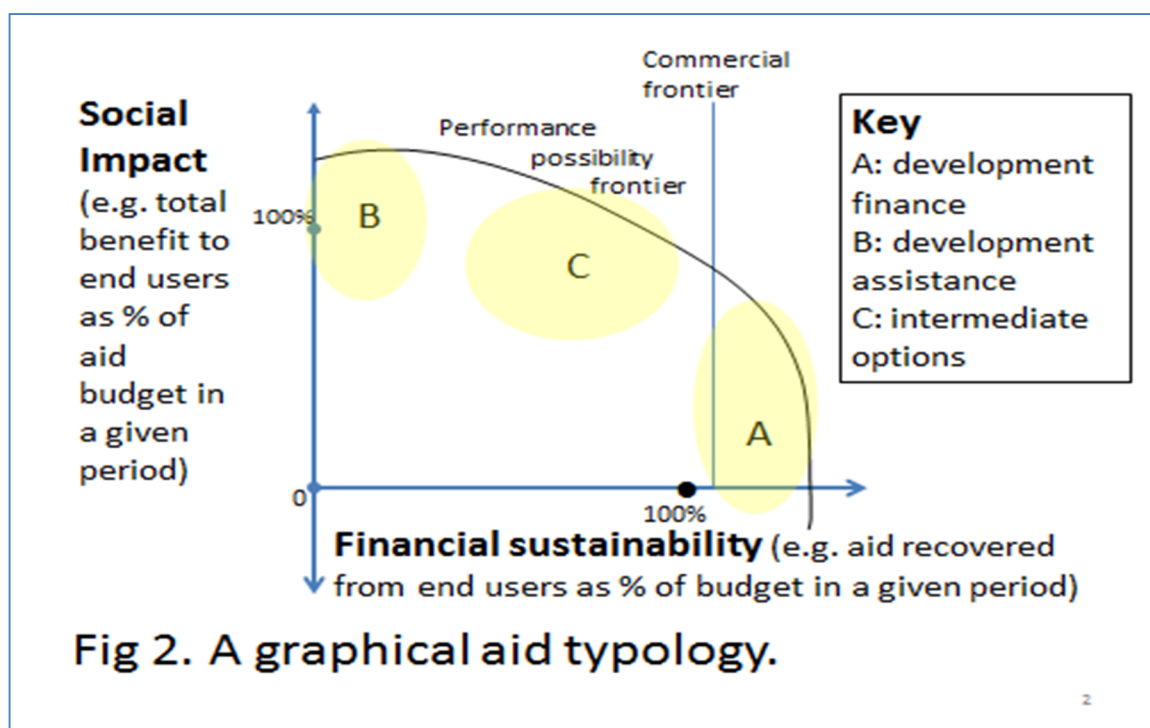 Social
Impact
(e.g. total
benefit to
end users
as % of
aid
budget in
a given
period)
100%
0
B
Performance
possibility
frontier
C
Commercial
frontier
A
100%
Financial sustainability (e.g. aid recovered
from end users as % of budget in a given period)
Key
A: development
finance
B: development
assistance
C: intermediate
options
Fig 2. A graphical aid typology.
2